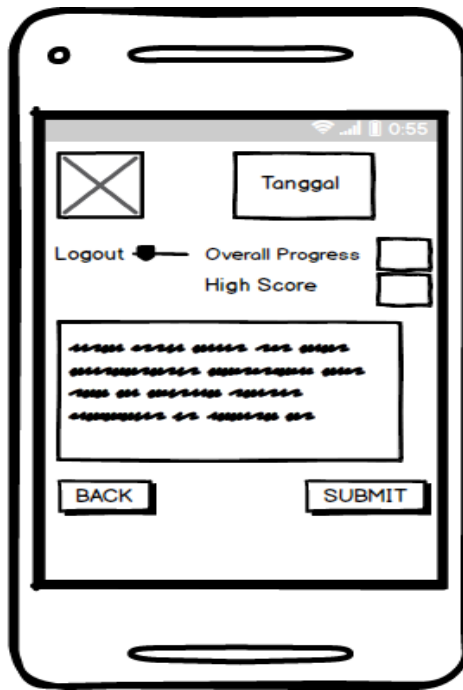 0:55
Tanggal
Logout Overall Progress
High Score
BACK SUBMIT